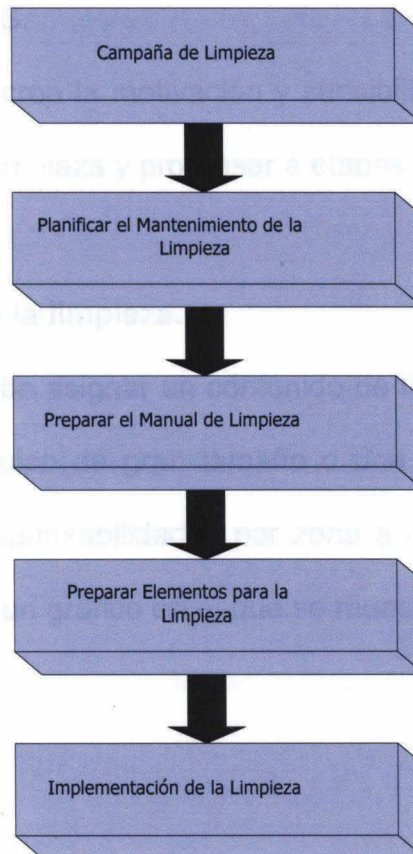 Campaña de Limpieza
Planificar el Mantenimiento de la
Limpieza
Preparar el Manual de Limpieza
Preparar Elementos para la
Limpieza
Implementación de la Limpieza